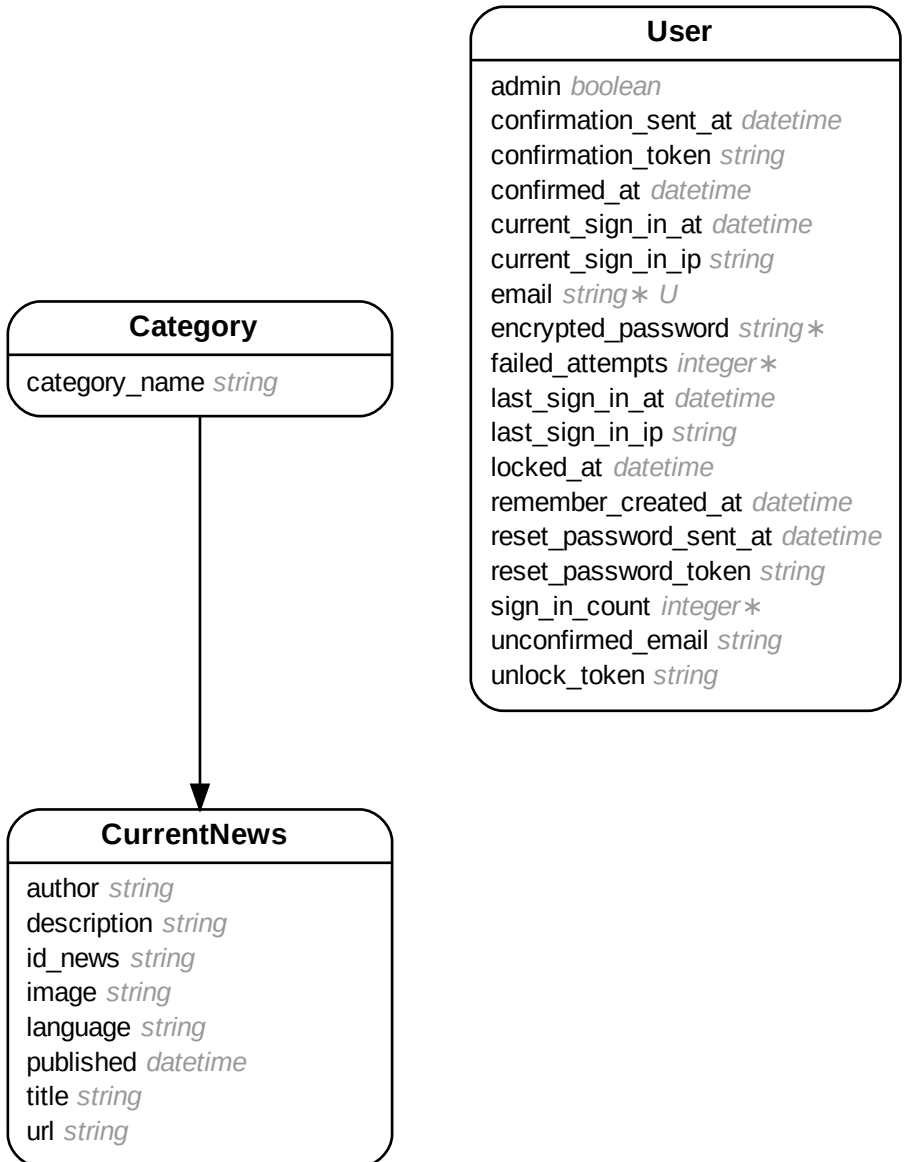 User
admin boolean
confirmation_sent_at datetime
confirmation_token string
confirmed_at datetime
current_sign_in_at datetime
current_sign_in_ip string
email string∗ U
encrypted_password string∗
failed_attempts integer∗
last_sign_in_at datetime
last_sign_in_ip string
locked_at datetime
remember_created_at datetime
reset_password_sent_at datetime
reset_password_token string
sign_in_count integer∗
unconfirmed_email string
unlock_token string
Category
category_name string
CurrentNews
author string
description string
id_news string
image string
language string
published datetime
title string
url string